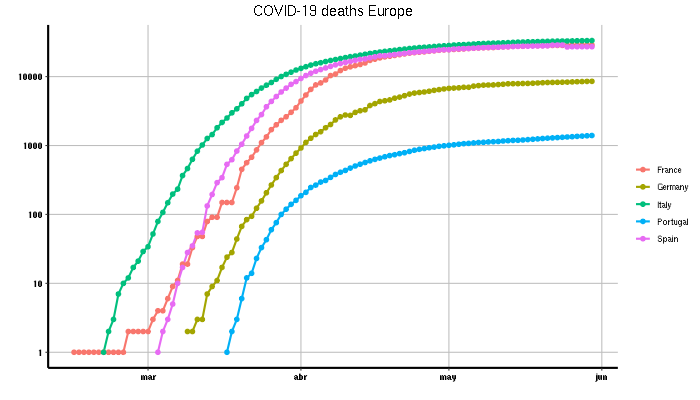 COVID-19 deaths Europe
10000
1000
100
10
1
mar
abr
may
jun
France
Germany
Italy
Portugal
Spain